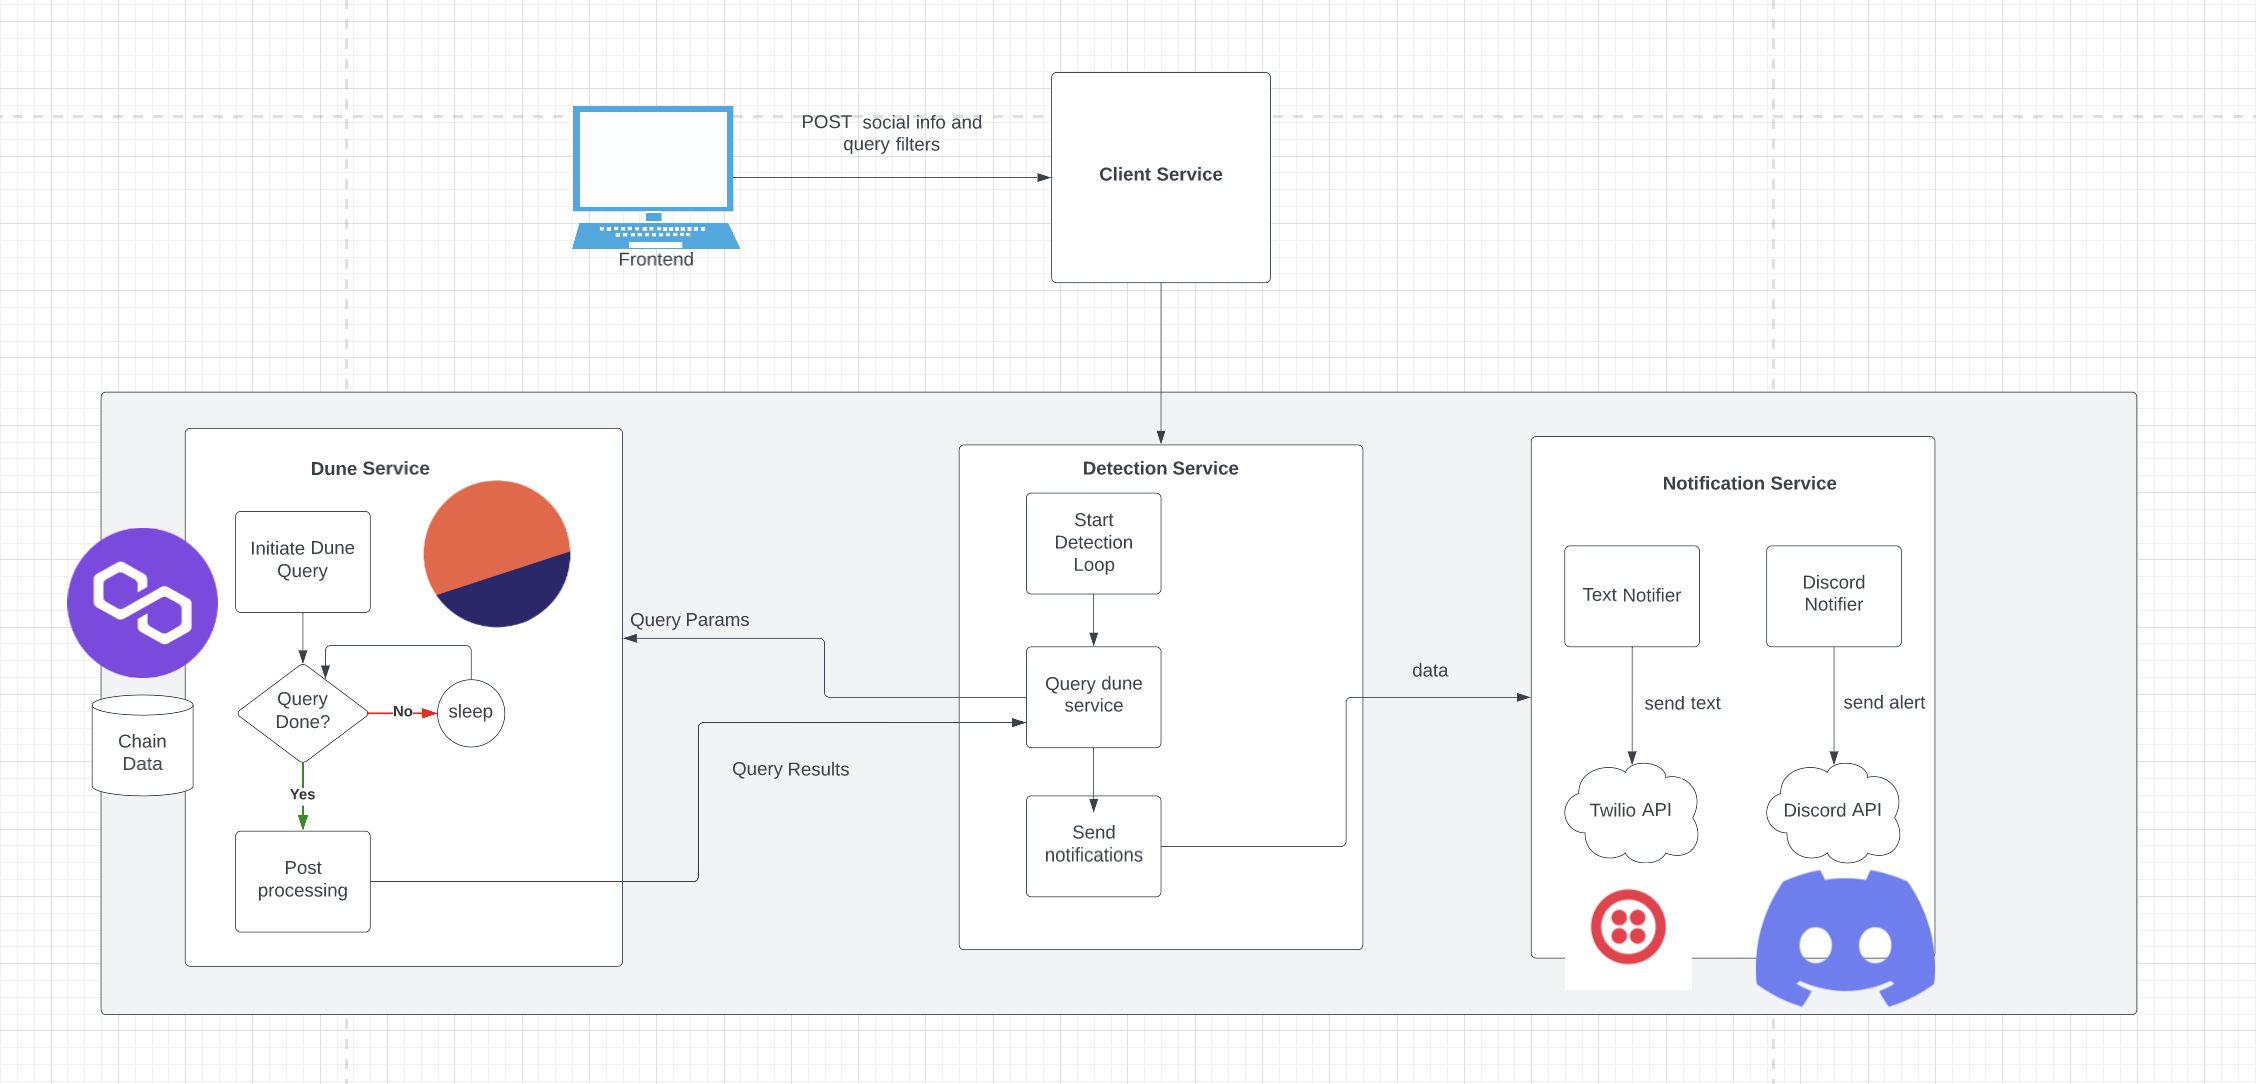 POST  social info and
query filters
Client Service
Frontend
Dune Service
Initiate Dune
Query
Query
Done?
No
sleep
Chain
Data
Yes
Post
processing
Query Params
Query Results
Detection Service
Start
Detection
Loop
Query dune
service
Send
notifications
data
Notification Service
Text Notifier
Discord
Notifier
send text
send alert
Twilio API
Discord API